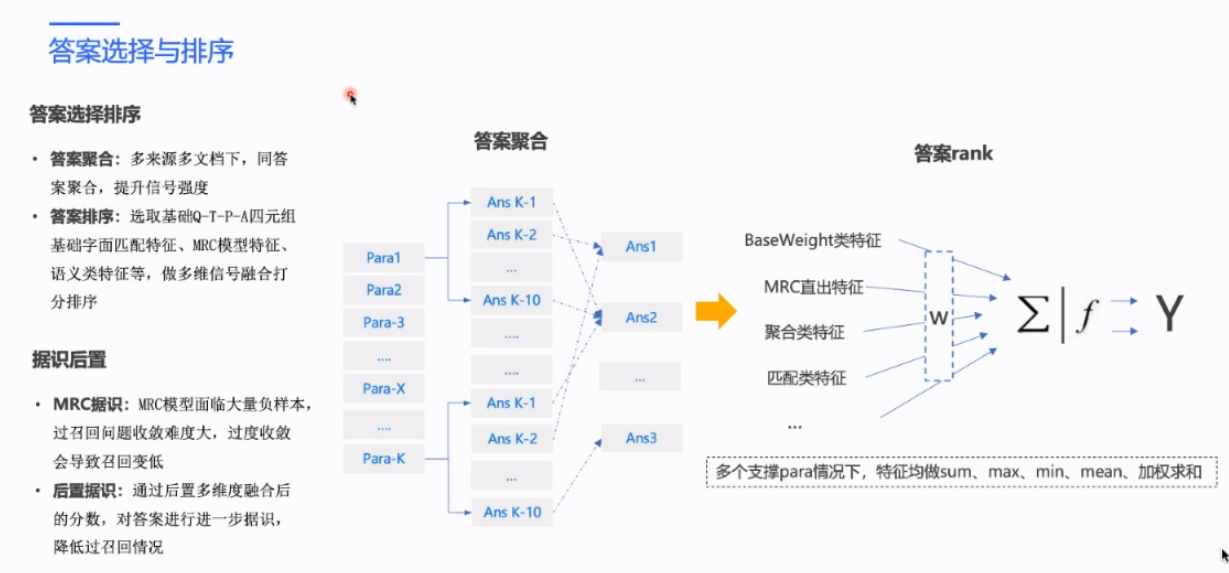 答案选择与排序
答案选择排序
• 答案聚合：多来源多文档下，同答
案聚合，提升信号强度
• 答案排序：选取基础Q-T-P-A四元组
基础字面匹配特征、MRC模型特征、
语义类特征等，做多维信号融合打
分排序
据识后置
• MRC据识：MRC模型面临大量负样本，
过召回问题收敛难度大，过度收敛
会导致召回变低
• 后置据识：通过后置多维度融合后
的分数，对答案进行进一步据识，
降低过召回情况
答案聚合
Para1
Para2
Para-3
....
Para-X
....
Para-K
Ans K-1
Ans K-2
...
Ans K-10
....
....
Ans K-1
Ans K-2
...
Ans K-10
Ans1
Ans2
...
Ans3
答案rank
BaseWeight类特征
MRC直出特征
聚合类特征
匹配类特征
...
w
∑ | f
Y
多个支撑para情况下，特征均做sum、max、min、mean、加权求和